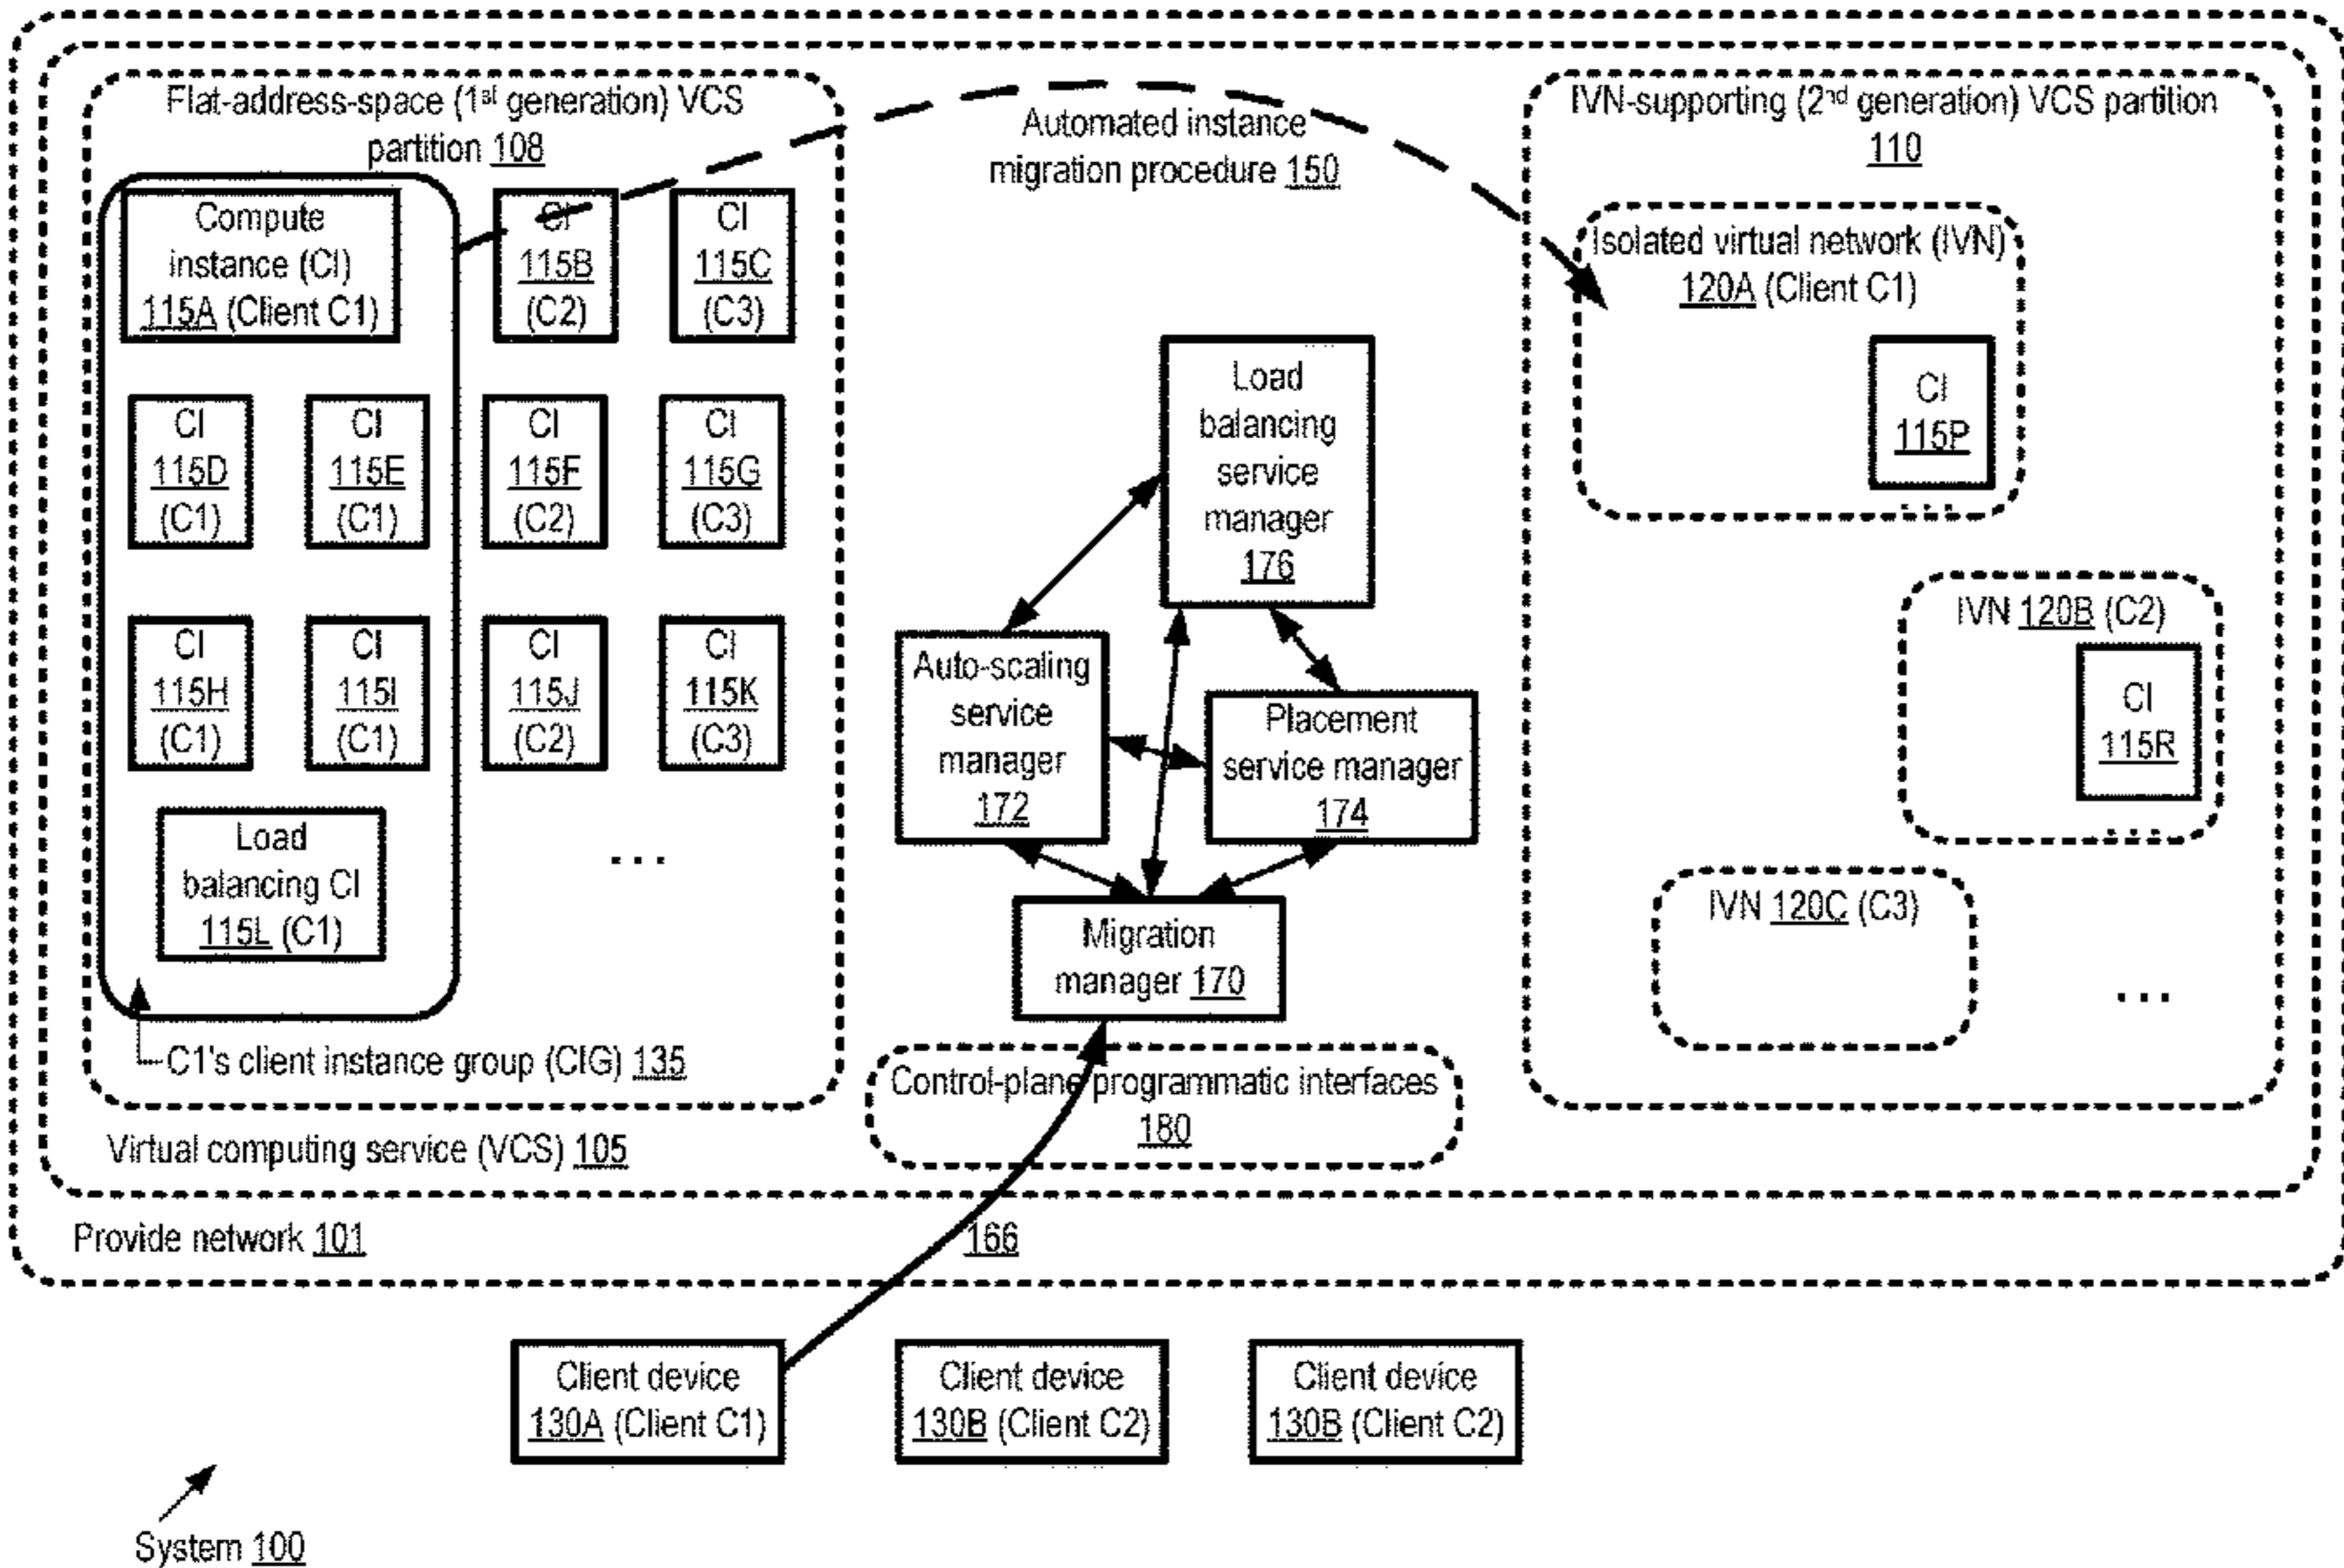 Flat-address-space (1st generation) VCS
partition 108
Compute
instance (CI)
115A (Client C1)
CI
115B
(C2)
CI
115C
(C3)
CI
115D
(C1)
CI
115E
(C1)
CI
115F
(C2)
CI
115G
(C3)
CI
115H
(C1)
CI
115I
(C1)
CI
115J
(C2)
CI
115K
(C3)
Load
balancing CI
115L (C1)
...
C1's client instance group (CIG) 135
Virtual computing service (VCS) 105
Provide network 101
Automated instance
migration procedure 150
Load
balancing
service
manager
176
Auto-scaling
service
manager
172
Placement
service manager
174
Migration
manager 170
Control-plane programmatic interfaces
180
166
IVN-supporting (2nd generation) VCS partition
110
Isolated virtual network (IVN)
120A (Client C1)
CI
115P
...
IVN 120B (C2)
CI
115R
...
IVN 120C (C3)
...
Client device
130A (Client C1)
Client device
130B (Client C2)
Client device
130B (Client C2)
System 100